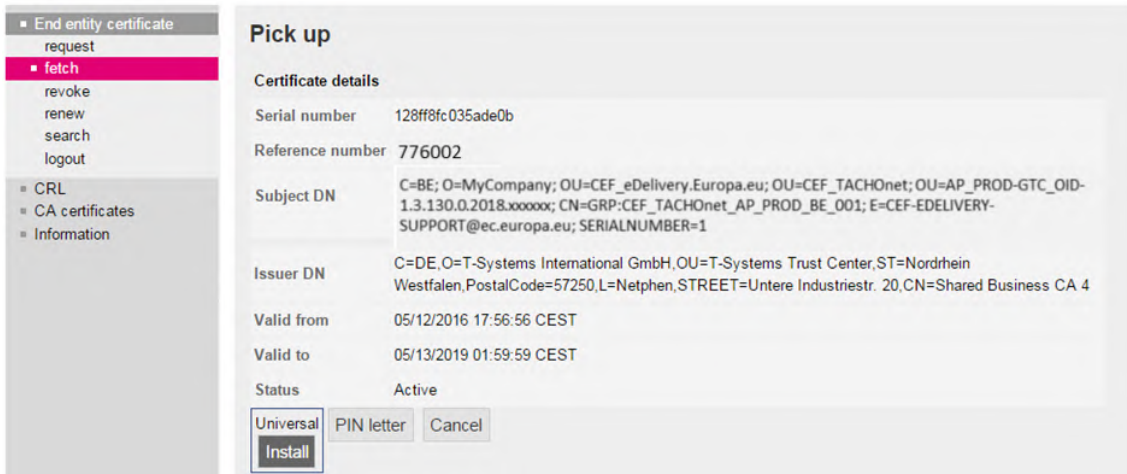 End entity certificate
request
fetch
revoke
renew
search
logout
CRL
CA certificates
Information
Pick up
Certificate details
Serial number 128ff8fc035ade0b
Reference number 776002
Subject DN
C=BE; O=MyCompany; OU=CEF_eDelivery.Europa.eu; OU=CEF_TACHOnet; OU=AP_PROD-GTC_OID-
1.3.130.0.2018.xxxxxx; CN=GRP:CEF_TACHOnet_AP_PROD_BE_001; E=CEF-EDELIVERY-
SUPPORT@ec.europa.eu; SERIALNUMBER=1
Issuer DN
C=DE,O=T-Systems International GmbH,OU=T-Systems Trust Center,ST=Nordrhein
Westfalen,PostalCode=57250,L=Netphen,STREET=Untere Industriestr. 20,CN=Shared Business CA 4
Valid from 05/12/2016 17:56:56 CEST
Valid to 05/13/2019 01:59:59 CEST
Status Active
Universal
Install
PIN letter
Cancel